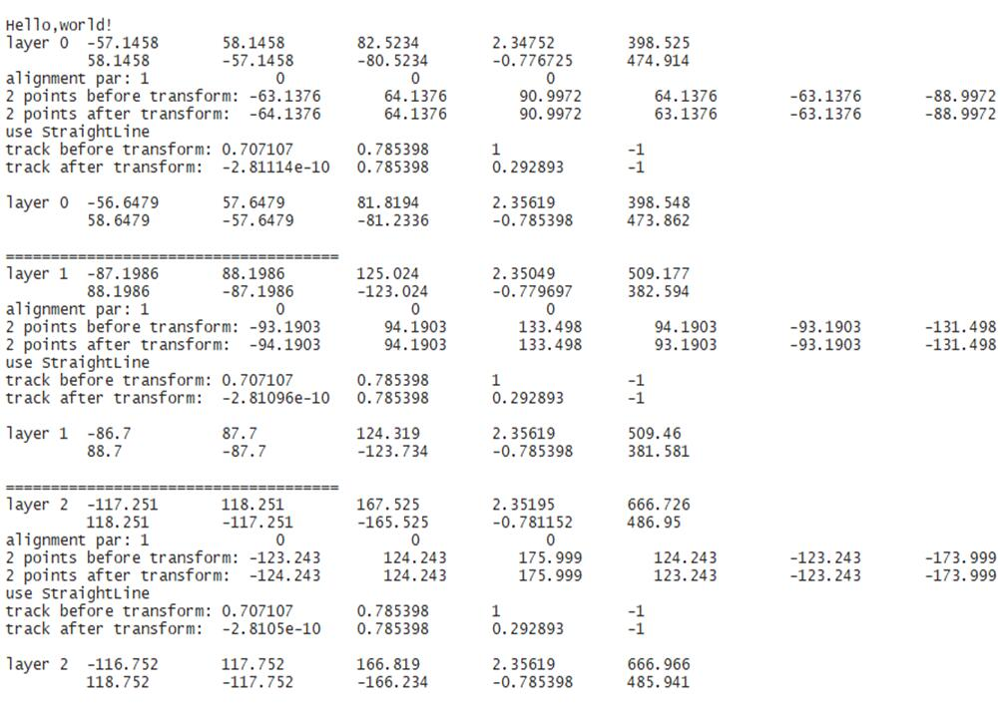 Hello,world!
layer 0 -57.1458 58.1458 82.5234 2.34752 398.525
58.1458 -57.1458 -80.5234 -0.776725 474.914
alignment par: 1 0 0 0
2 points before transform: -63.1376 64.1376 90.9972 64.1376 -63.1376 -88.9972
2 points after transform: -64.1376 64.1376 90.9972 63.1376 -63.1376 -88.9972
use StraightLine
track before transform: 0.707107 0.785398 1 -1
track after transform: -2.81114e-10 0.785398 0.292893 -1
layer 0 -56.6479 57.6479 81.8194 2.35619 398.548
58.6479 -57.6479 -81.2336 -0.785398 473.862
=====================================
layer 1 -87.1986 88.1986 125.024 2.35049 509.177
88.1986 -87.1986 -123.024 -0.779697 382.594
alignment par: 1 0 0 0
2 points before transform: -93.1903 94.1903 133.498 94.1903 -93.1903 -131.498
2 points after transform: -94.1903 94.1903 133.498 93.1903 -93.1903 -131.498
use StraightLine
track before transform: 0.707107 0.785398 1 -1
track after transform: -2.81096e-10 0.785398 0.292893 -1
layer 1 -86.7 87.7 124.319 2.35619 509.46
88.7 -87.7 -123.734 -0.785398 381.581
=====================================
layer 2 -117.251 118.251 167.525 2.35195 666.726
118.251 -117.251 -165.525 -0.781152 486.95
alignment par: 1 0 0 0
2 points before transform: -123.243 124.243 175.999 124.243 -123.243 -173.999
2 points after transform: -124.243 124.243 175.999 123.243 -123.243 -173.999
use StraightLine
track before transform: 0.707107 0.785398 1 -1
track after transform: -2.8105e-10 0.785398 0.292893 -1
layer 2 -116.752 117.752 166.819 2.35619 666.966
118.752 -117.752 -166.234 -0.785398 485.941